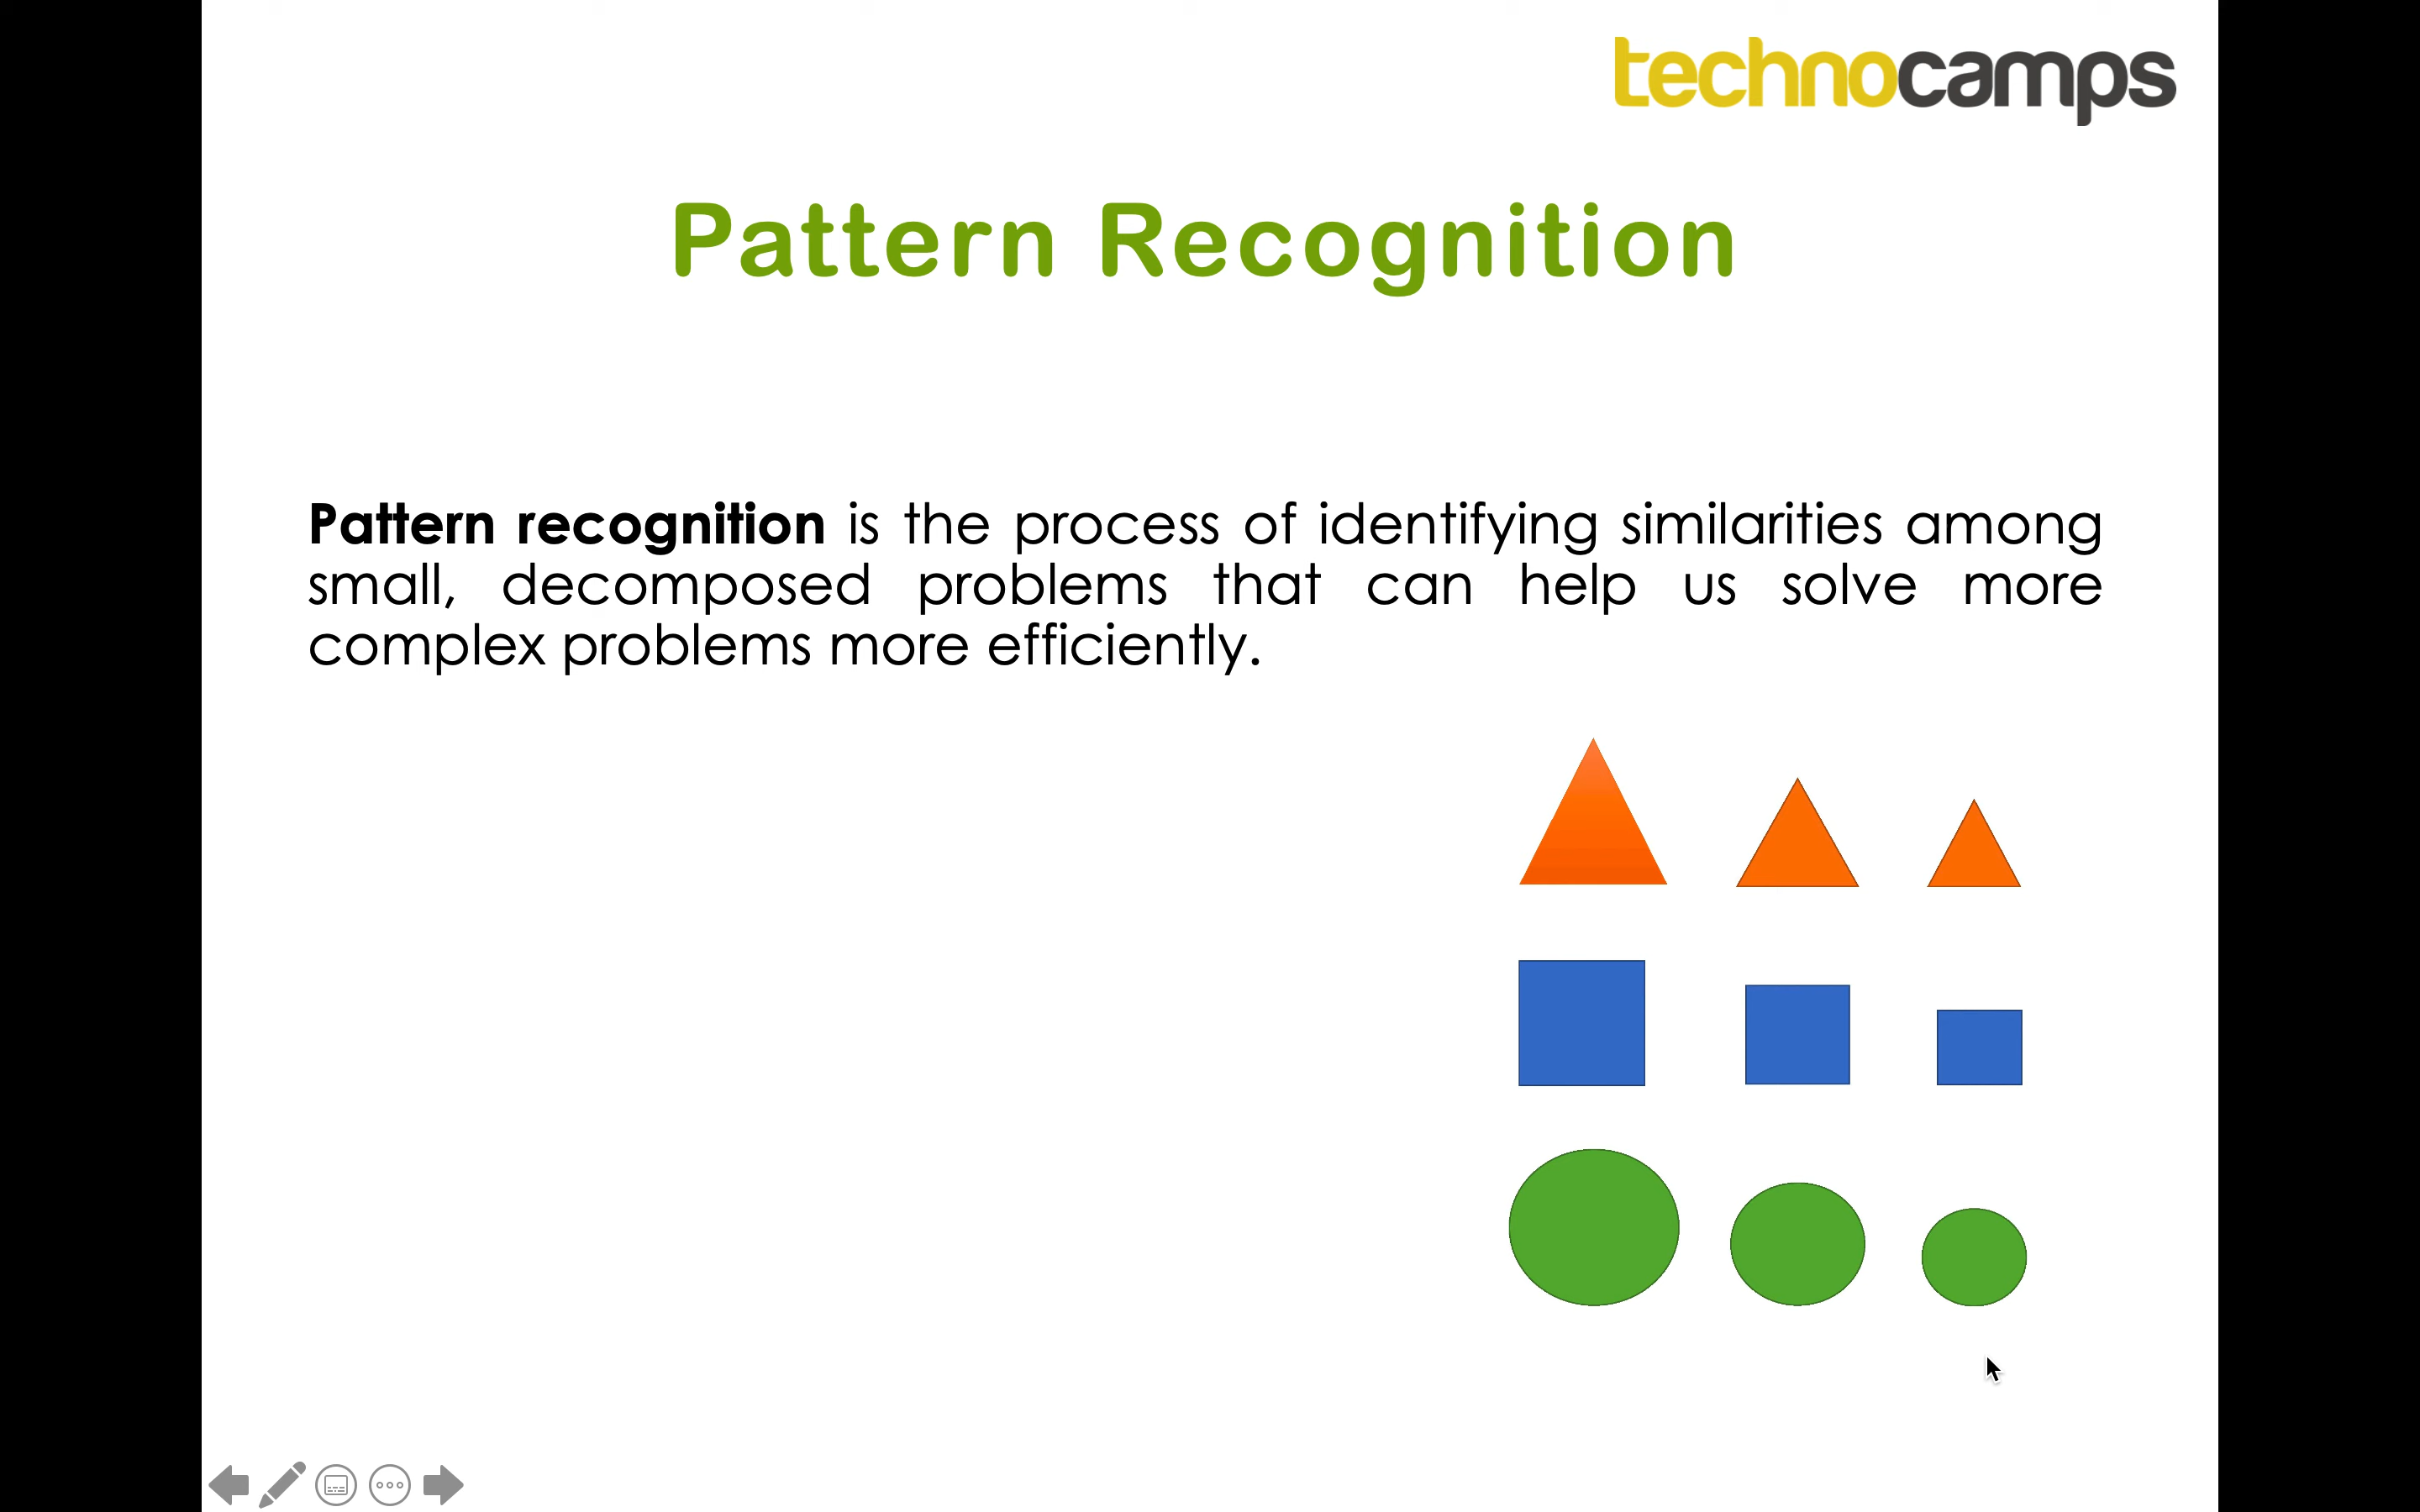 technocamps
Pattern Recognition
Pattern recognition is the process of identifying similarities among
small, decomposed problems that can help us solve more
complex problems more efficiently.